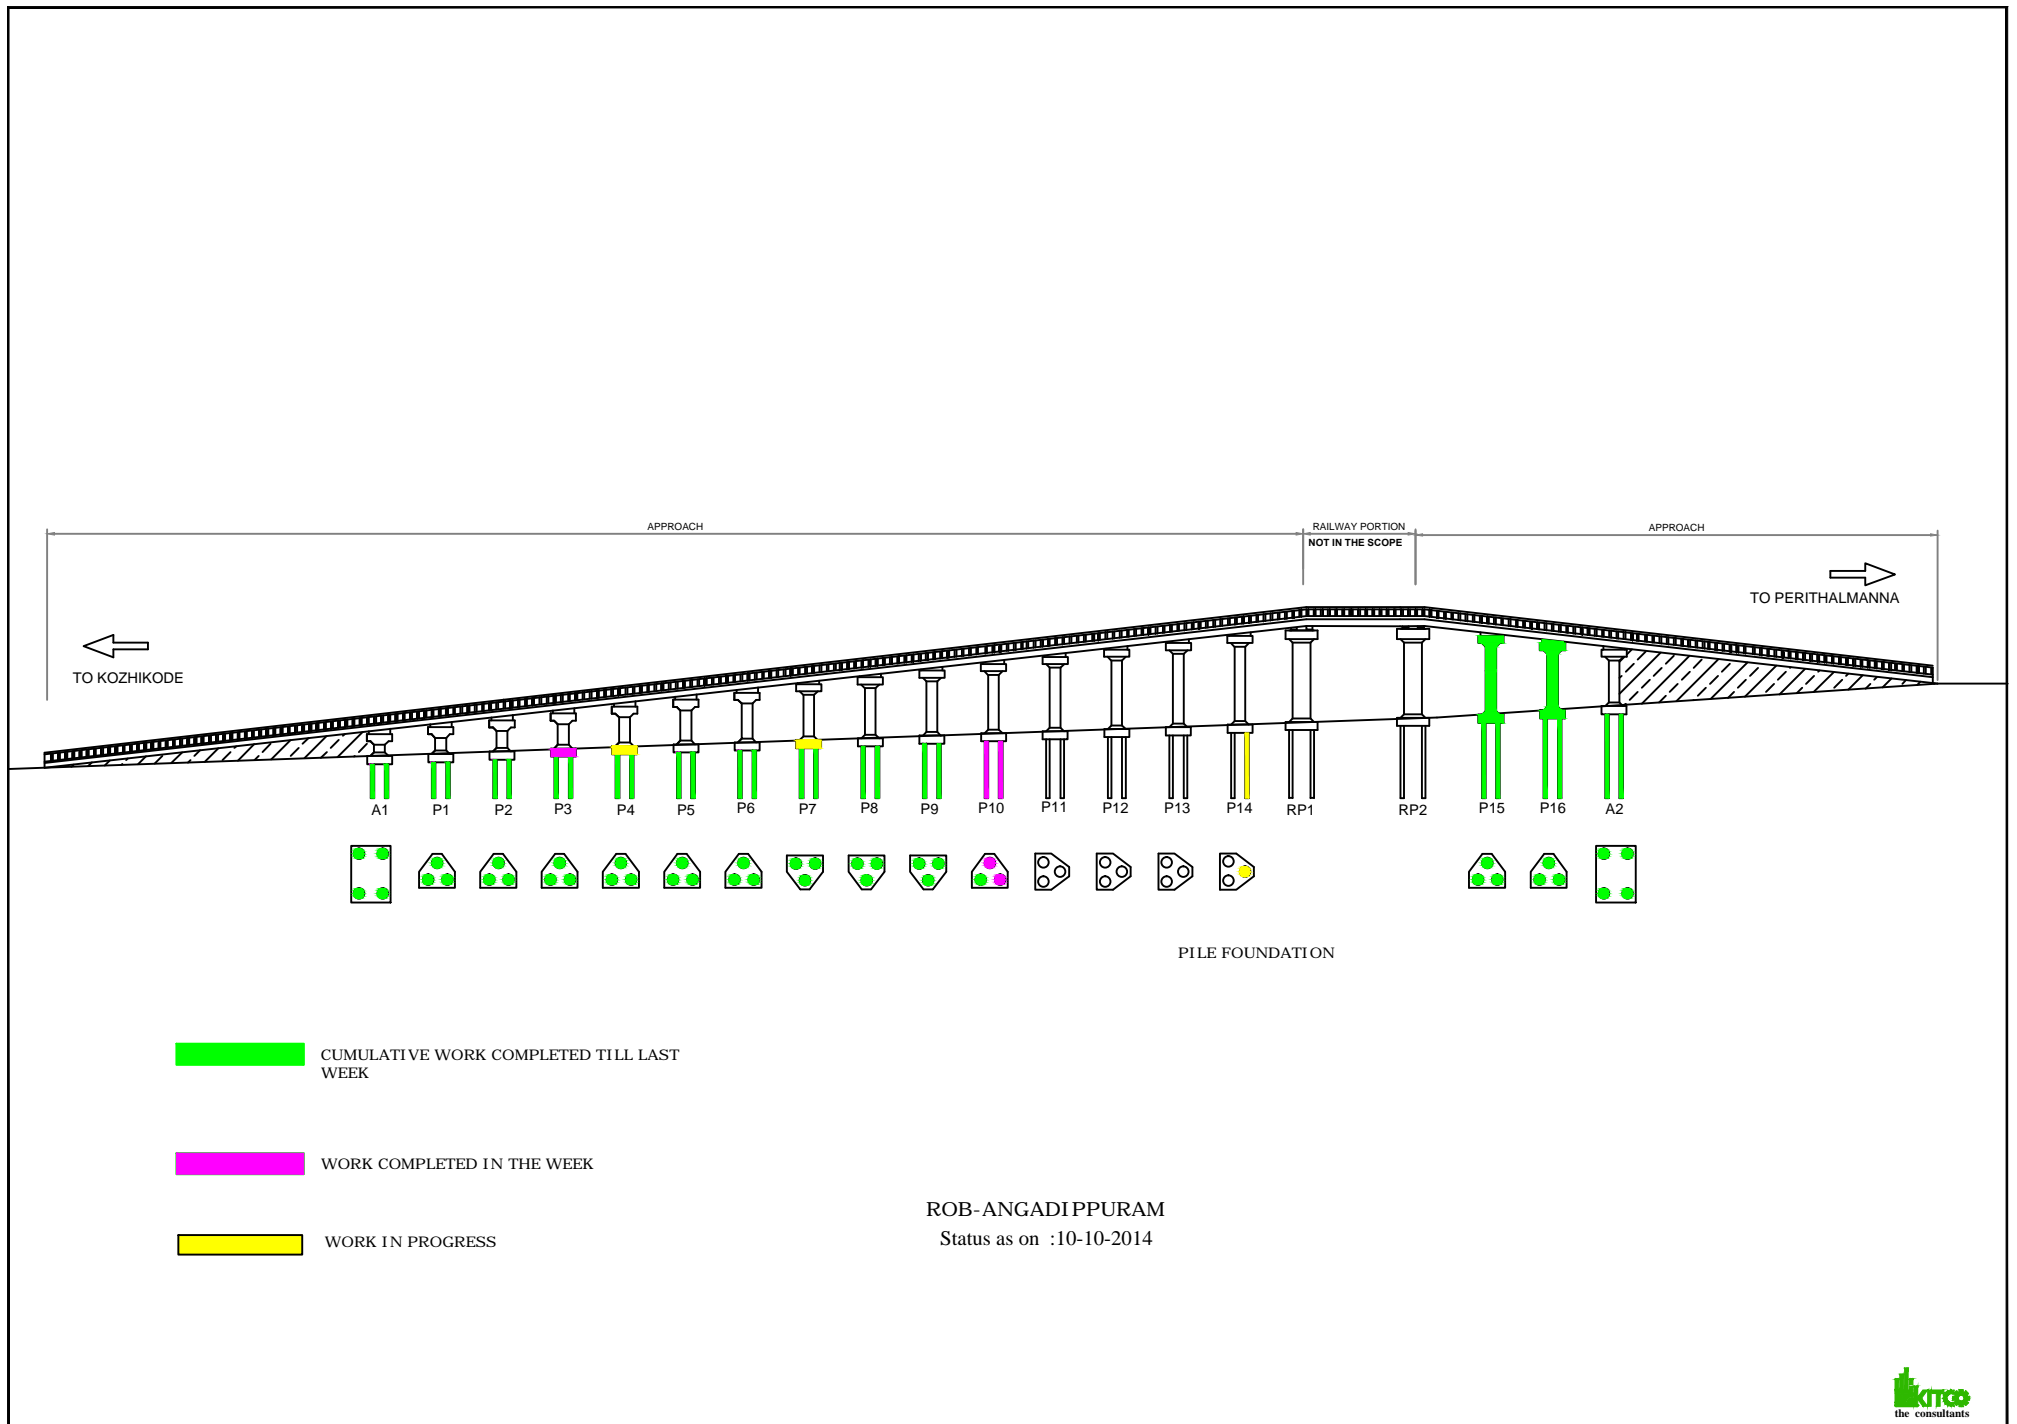 APPROACH
RAILWAY PORTION
APPROACH
NOT IN THE SCOPE
TO PERITHALMANNA
TO KOZHIKODE
A1 P1 P2 P3 P4 P5 P6 P7 P8 P9 P10 P11 P12 P13 P14 RP1 RP2 P15 P16 A2
PILE FOUNDATION
CUMULATIVE WORK COMPLETED TILL LAST
WEEK
WORK COMPLETED IN THE WEEK
WORK IN PROGRESS
ROB-ANGADIPPURAM
Status as on :10-10-2014
KITCO
the consultants